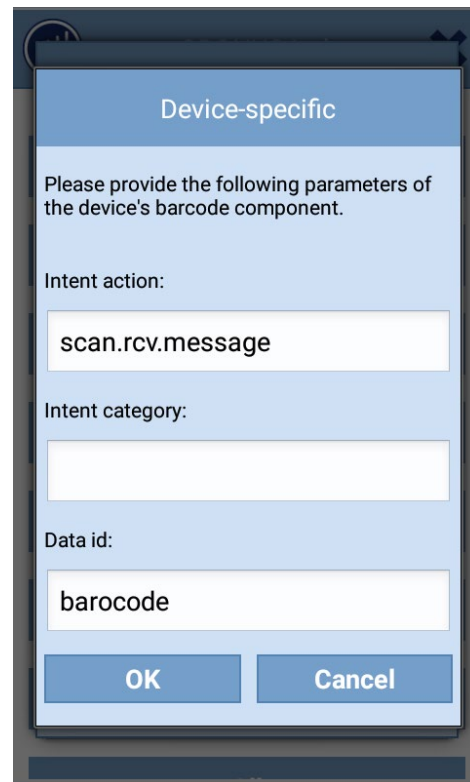 Device-specific
Please provide the following parameters of
the device's barcode component.
Intent action:
scan.rcv.message
Intent category:
Data id:
barocode
OK
Cancel